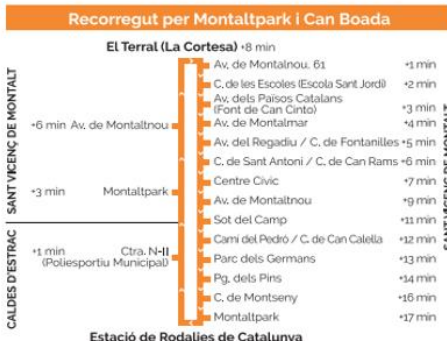 Recorregut per Montaltpark i Can Boada
El Terral (La Cortesa) +8 min
Av. de Montalnou, 61 +1 min
C. de les Escoles (Escola Sant Jordi) +2 min
Av. dels Països Catalans
(Font de Can Cinto) +3 min
+6 min Av. de Montaltnou
Av. de Montalmar +4 min
Av. del Regadiu / C. de Fontanilles +5 min
C. de Sant Antoni / C. de Can Rams +6 min
Centre Cívic +7 min
+3 min Montaltpark
Av. de Montaltnou +9 min
Sot del Camp +11 min
Camí del Pedró / C. de Can Calella +12 min
+1 min Ctra. N-II
(Poliesportiu Municipal)
Parc dels Germans +13 min
Pg. dels Pins +14 min
C. de Montseny +16 min
Montaltpark +17 min
Estació de Rodalies de Catalunya
SANT VICENÇ DE MONTALT
CALDES D'ESTRAC
SANT VICENÇ DE MONTALT